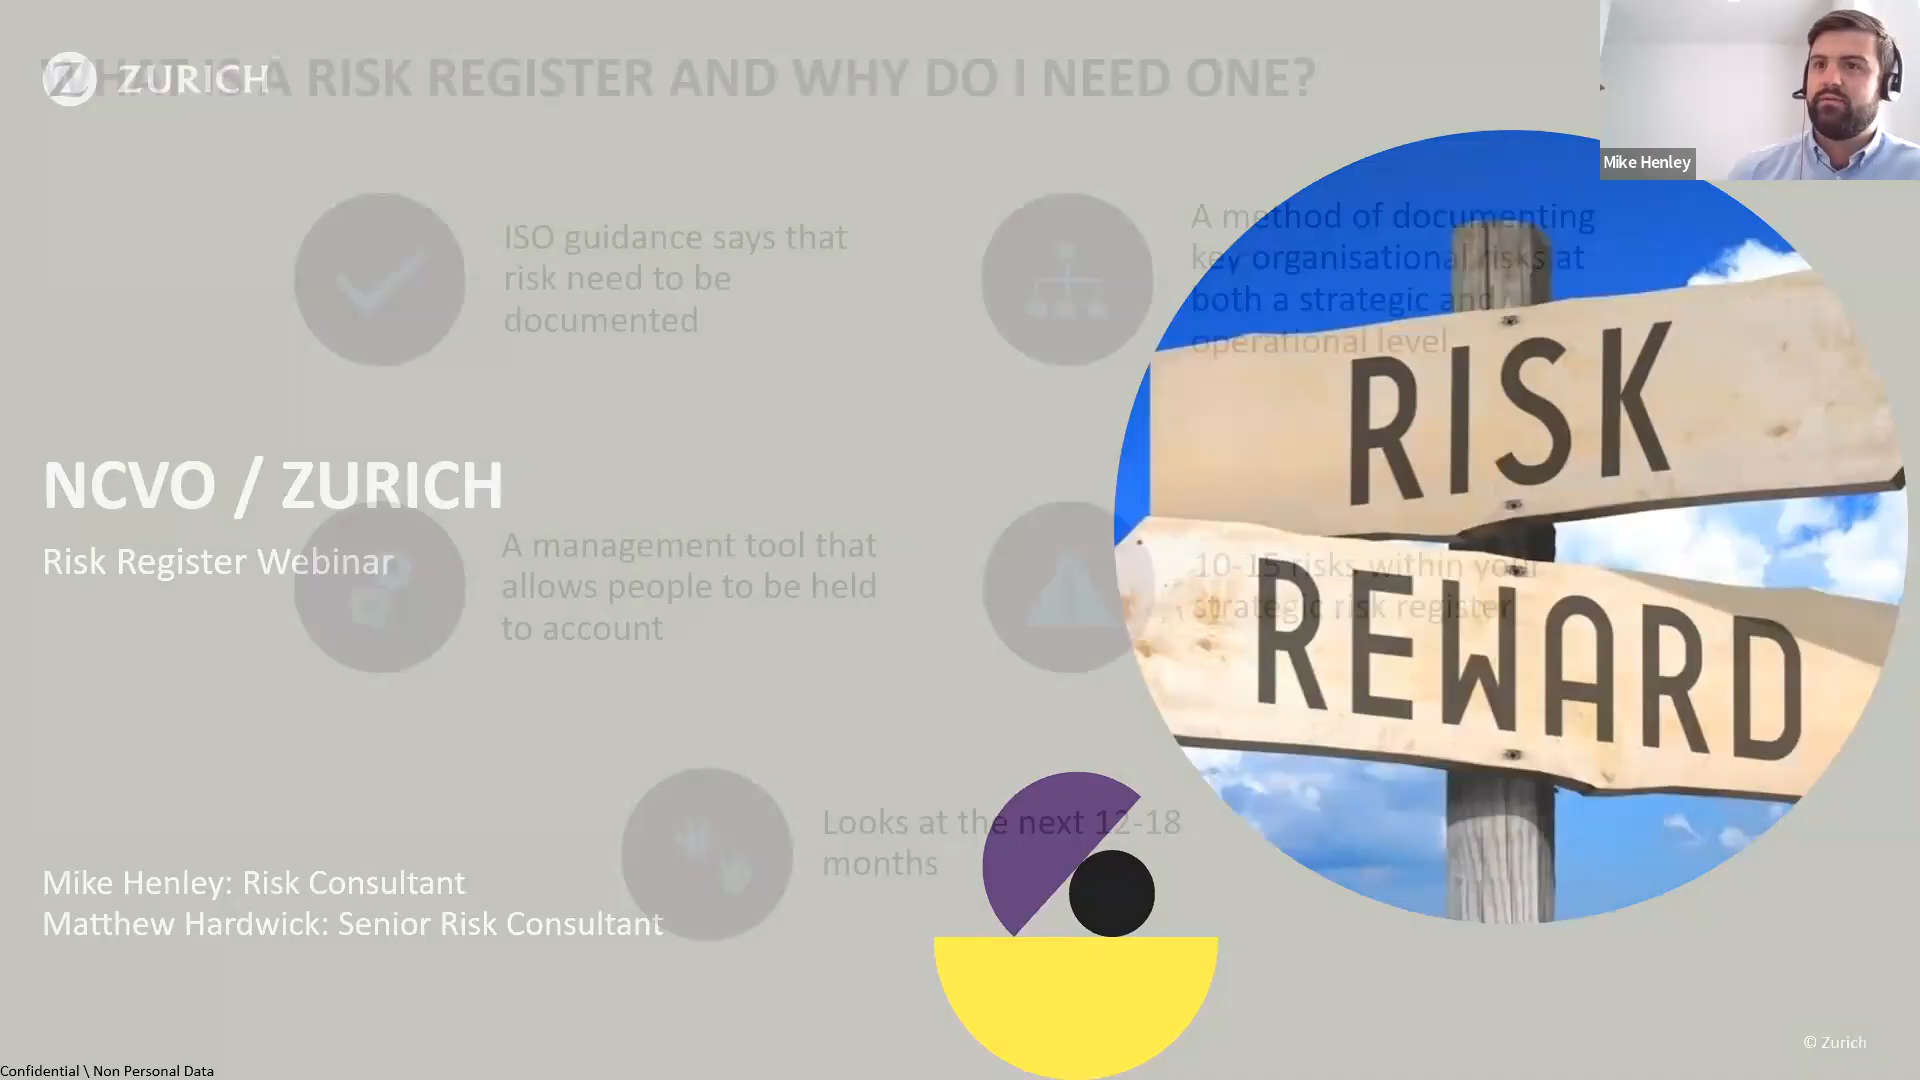 ZURICH
WHAT IS A RISK REGISTER AND WHY DO I NEED ONE?
Mike Henley
ISO guidance says that
risk need to be
documented
A method of documenting
key organisational risks at
both a strategic and
operational level
RISK
REWARD
NCVO / ZURICH
Risk Register Webinar
A management tool that
allows people to be held
to account
10-15 risks within your
strategic risk register
Looks at the next 12-18
months
Mike Henley: Risk Consultant
Matthew Hardwick: Senior Risk Consultant
© Zurich
Confidential \ Non Personal Data